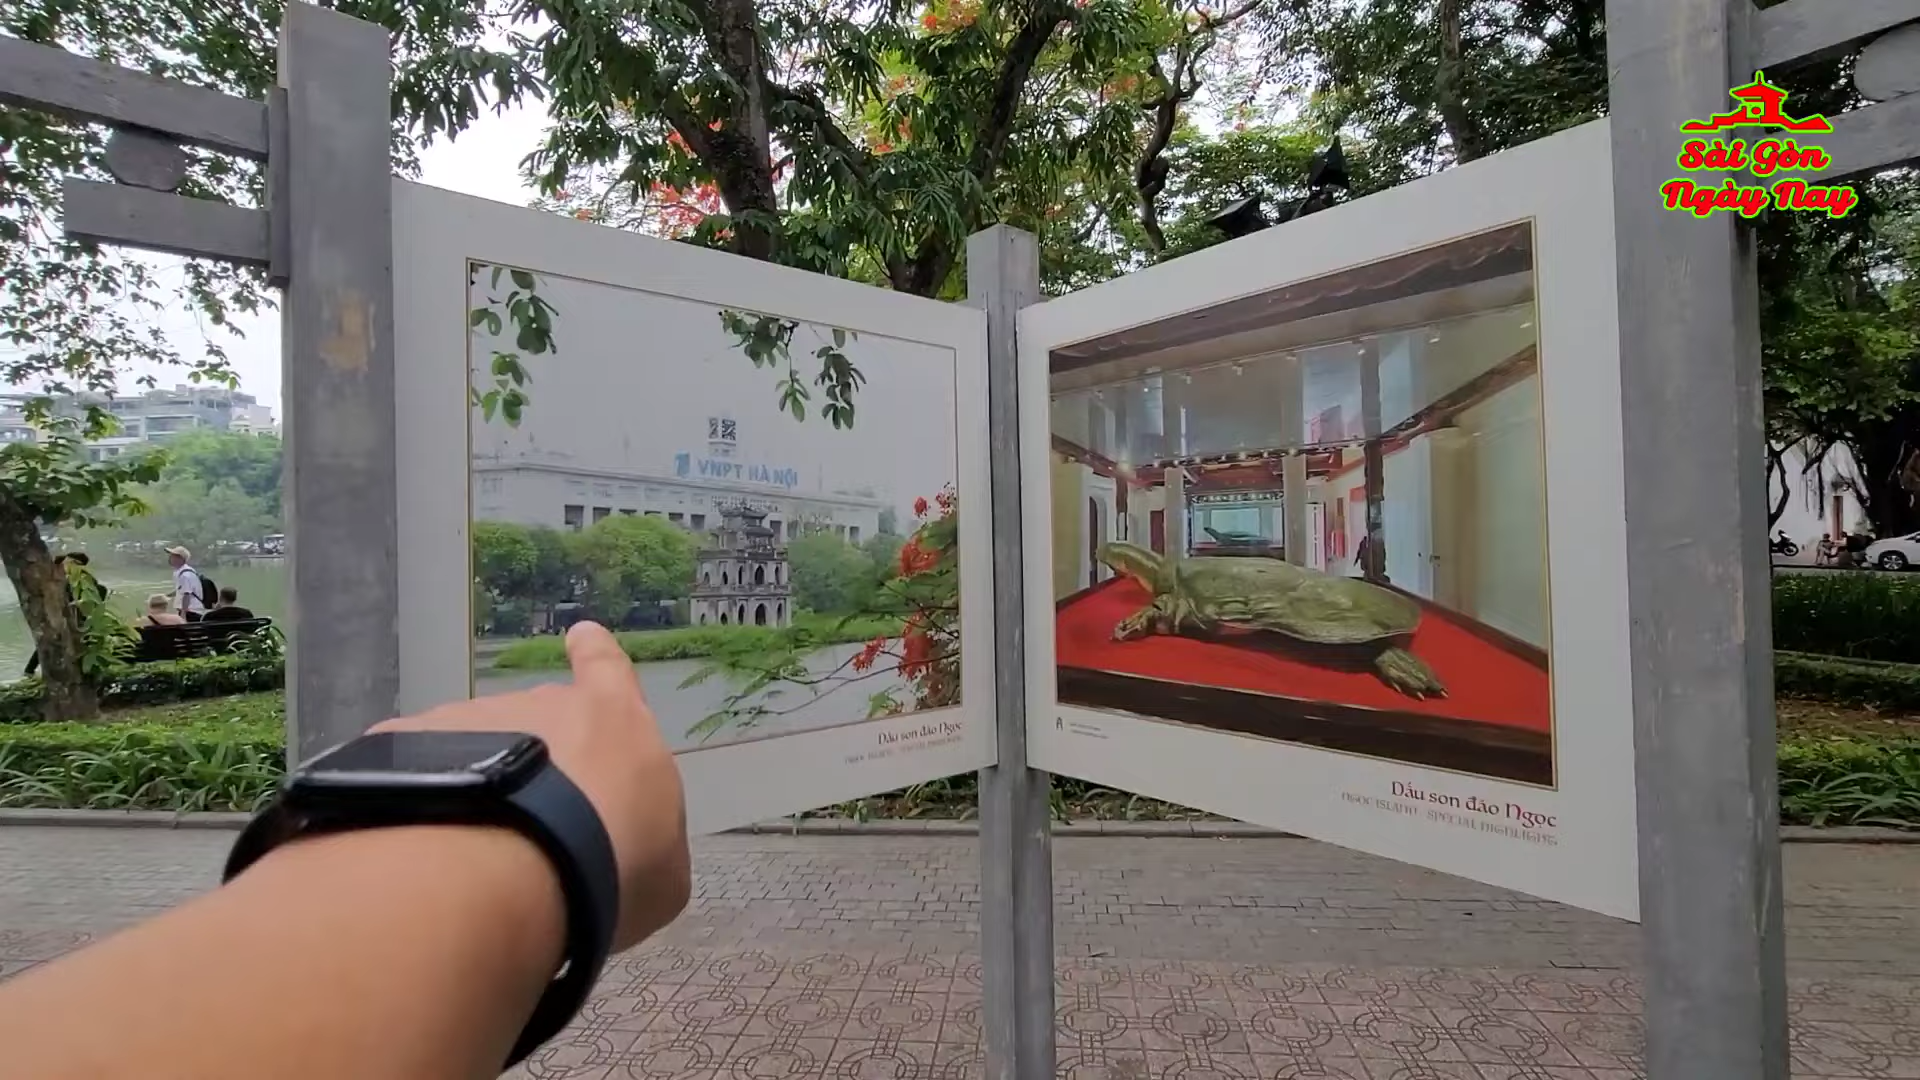 Sài Gòn
Ngày Nay
VNPT HÀ NỘI
Dấu son đảo Ngọc
Dấu son đảo Ngọc
NGOC ISLAND - SPECIAL HIGHLIGHTS